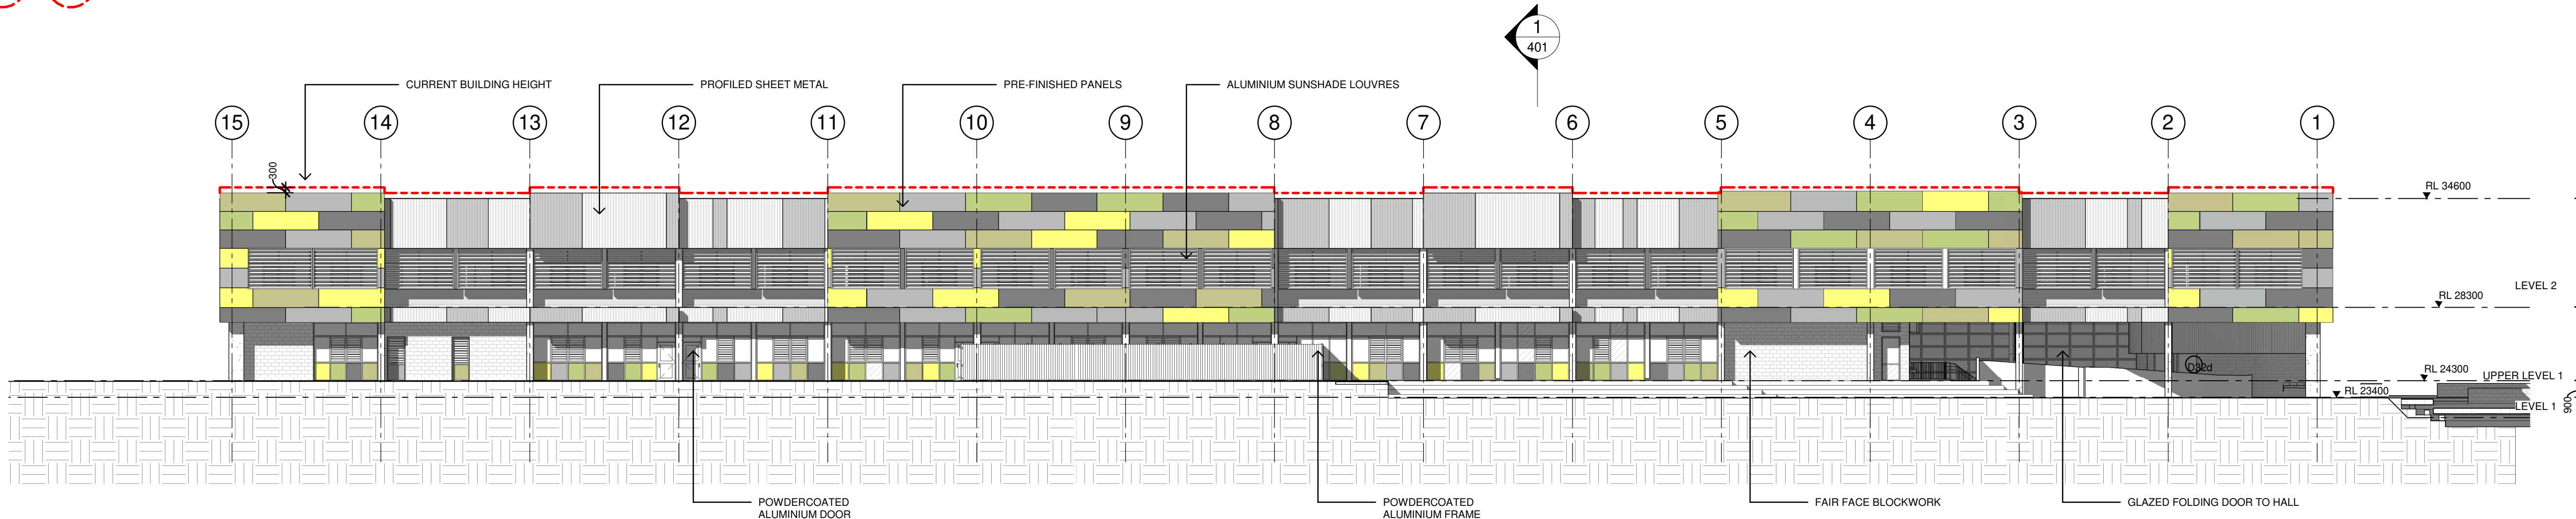 1
401
CURRENT BUILDING HEIGHT
PROFILED SHEET METAL
PRE-FINISHED PANELS
ALUMINIUM SUNSHADE LOUVRES
15
14
13
12
11
10
9
8
7
6
5
4
3
2
1
300
RL 34600
LEVEL 2
RL 28300
D32d
RL 24300
UPPER LEVEL 1
RL 23400
LEVEL 1
900
POWDERCOATED
ALUMINIUM DOOR
POWDERCOATED
ALUMINIUM FRAME
FAIR FACE BLOCKWORK
GLAZED FOLDING DOOR TO HALL